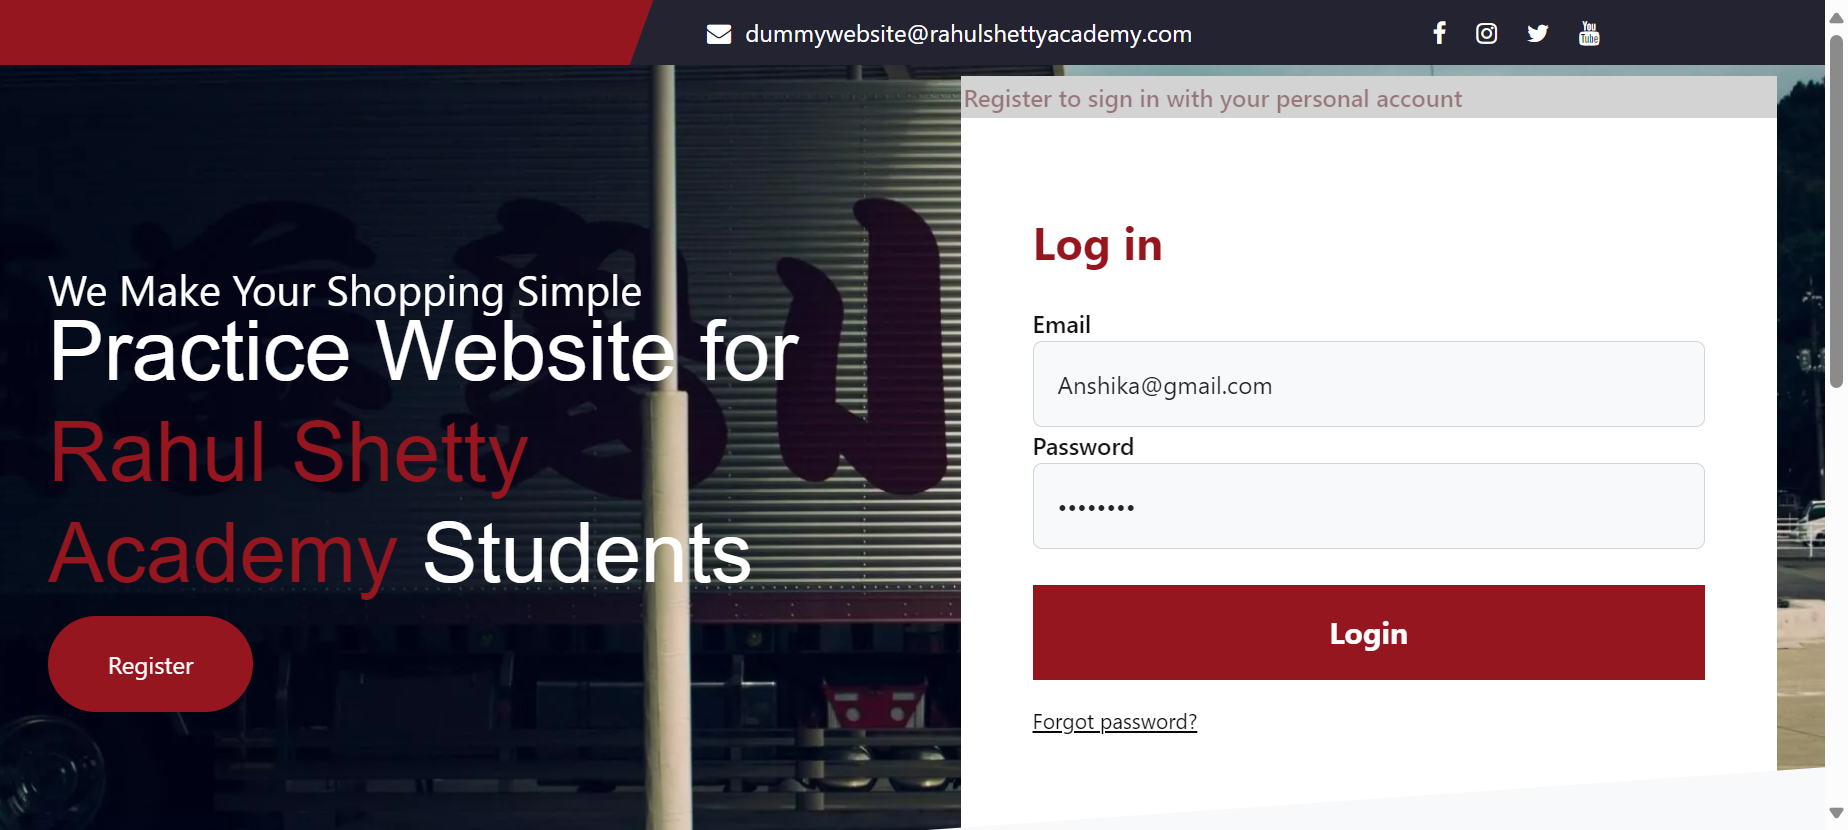 dummywebsite@rahulshettyacademy.com
You
Tube
Register to sign in with your personal account
We Make Your Shopping Simple
Practice Website for
Rahul Shetty
Academy Students
Register
Log in
Email
Anshika@gmail.com
Password
••••••••
Login
Forgot password?